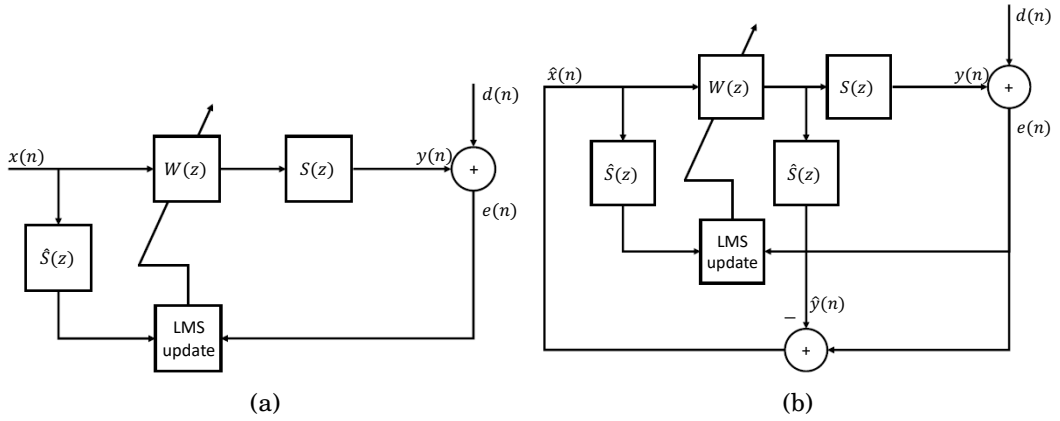 x(n)
W(z)
S(z)
y(n)
d(n)
+
e(n)
Ŝ(z)
LMS
update
(a)
x̂(n)
W(z)
S(z)
y(n)
d(n)
+
e(n)
Ŝ(z)
Ŝ(z)
LMS
update
ŷ(n)
−
+
(b)